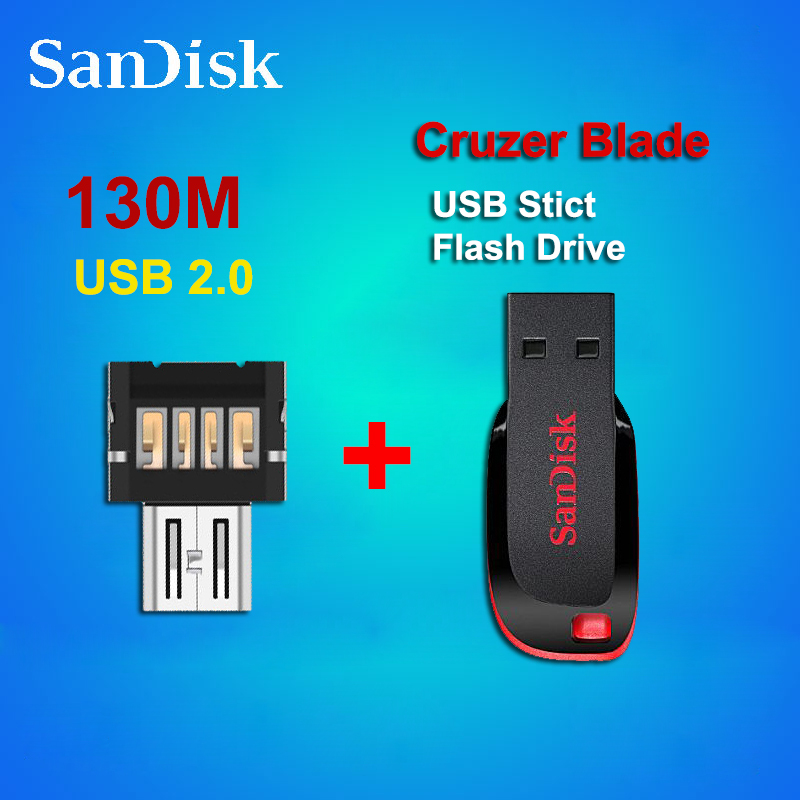 SanDisk
Cruzer Blade
130M
USB 2.0
USB Stict
Flash Drive
SanDisk